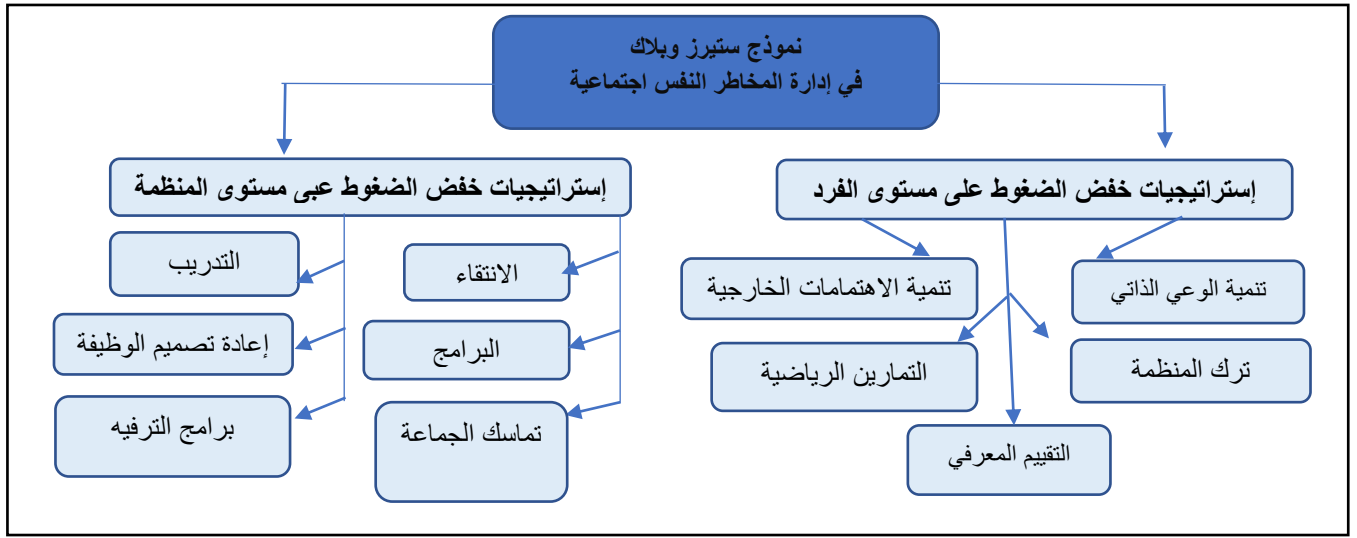 نموذج ستيرز وبلاك
في إدارة المخاطر النفس اجتماعية
إستراتيجيات خفض الضغوط على مستوى الفرد
إستراتيجيات خفض الضغوط عبى مستوى المنظمة
تنمية الوعي الذاتي
تنمية الاهتمامات الخارجية
ترك المنظمة
التمارين الرياضية
التقييم المعرفي
الانتقاء
التدريب
البرامج
إعادة تصميم الوظيفة
تماسك الجماعة
برامج الترفيه